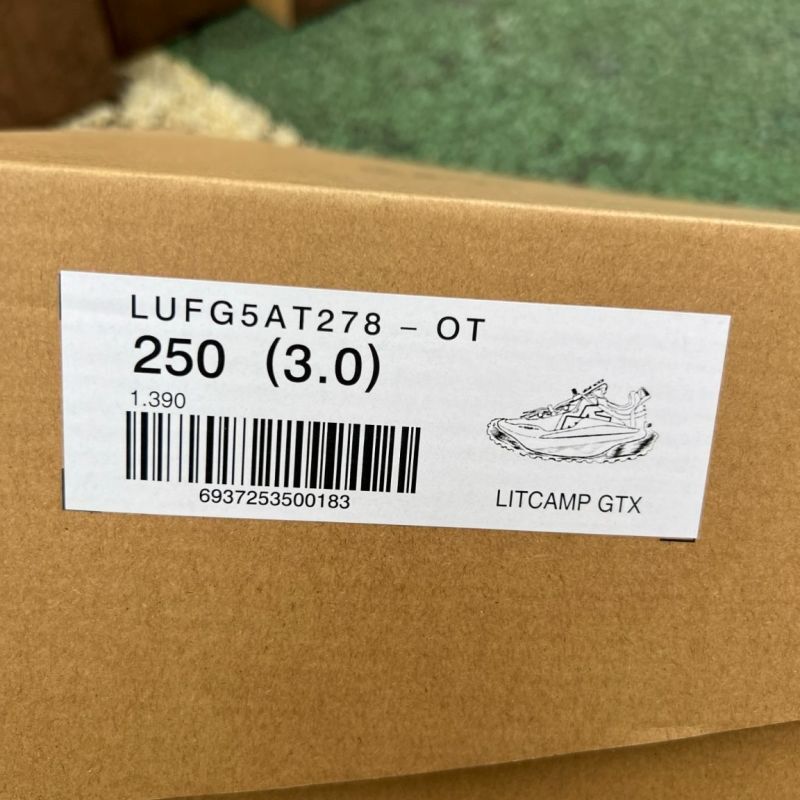 LUFG5AT278 – OT
250 (3.0)
1.390
6937253500183
LITCAMP GTX